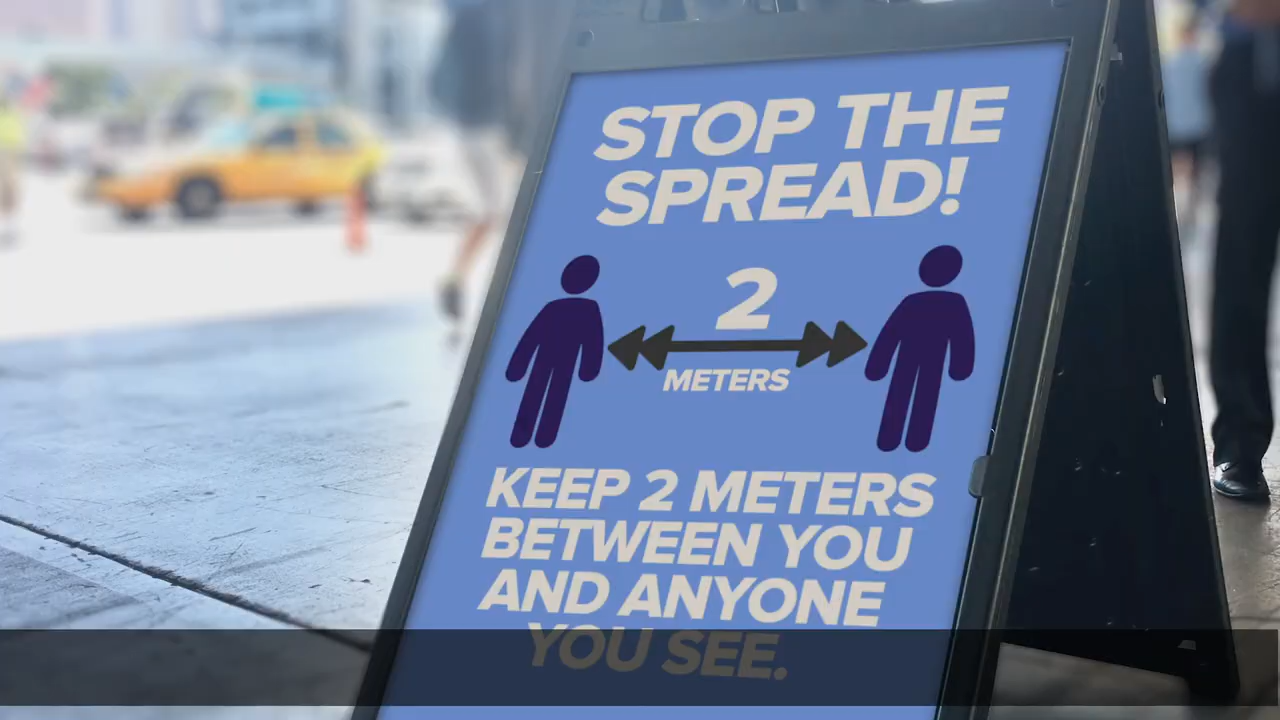 STOP THE
SPREAD!
2
METERS
KEEP 2 METERS
BETWEEN YOU
AND ANYONE
YOU SEE.